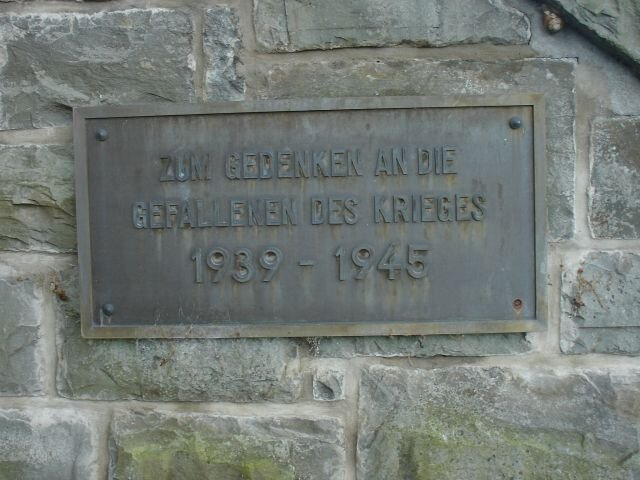 ZUM GEDENKEN AN DIE
GEFALLENEN DES KRIEGES
1939 - 1945